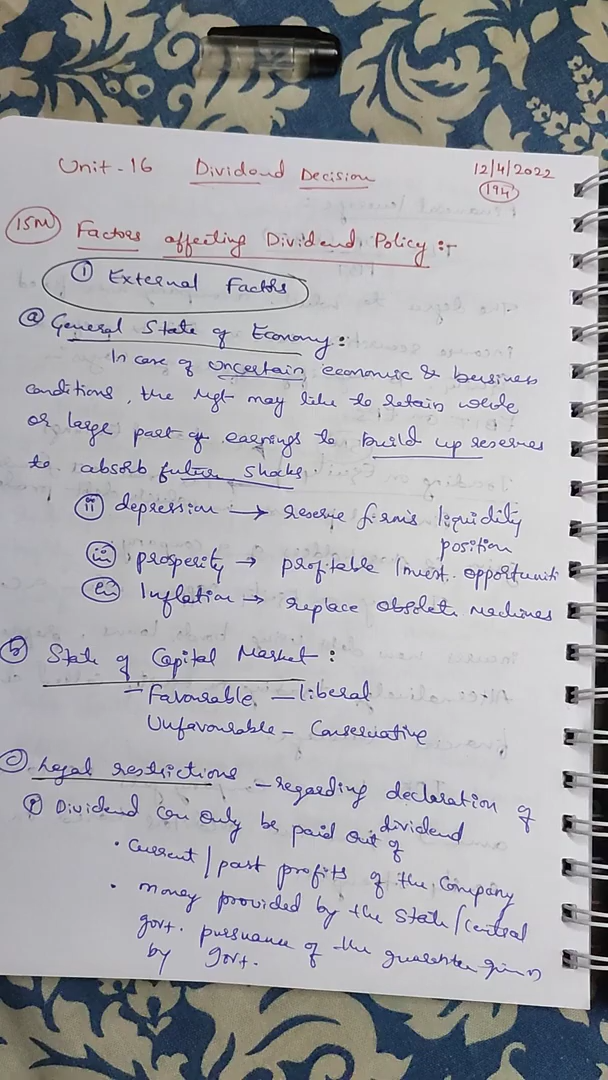 Unit-16 Dividend Decision 12/4/2022
194
15M Factors affecting Dividend Policy :-
① External Factors
ⓐ General State of Economy :
In case of uncertain economic & business
conditions, the mgt may like to retain whole
or large part of earnings to build up reserves
to absorb future shocks.
ⓘⓘ depression → reserve firm's liquidity
position
ⓘⓘⓘ prosperity → profitable Invest. opportuniti
Inflation → replace obsolete machines
ⓑ State of Capital Market :
- Favourable - Liberal
Unfavourable - Conservative
ⓒ Legal restrictions - regarding declaration of
dividend
ⓘ Dividend can only be paid out of
• current / past profits of the Company
• money provided by the State / Central
govt. pursuance of the guarantee given
by govt.